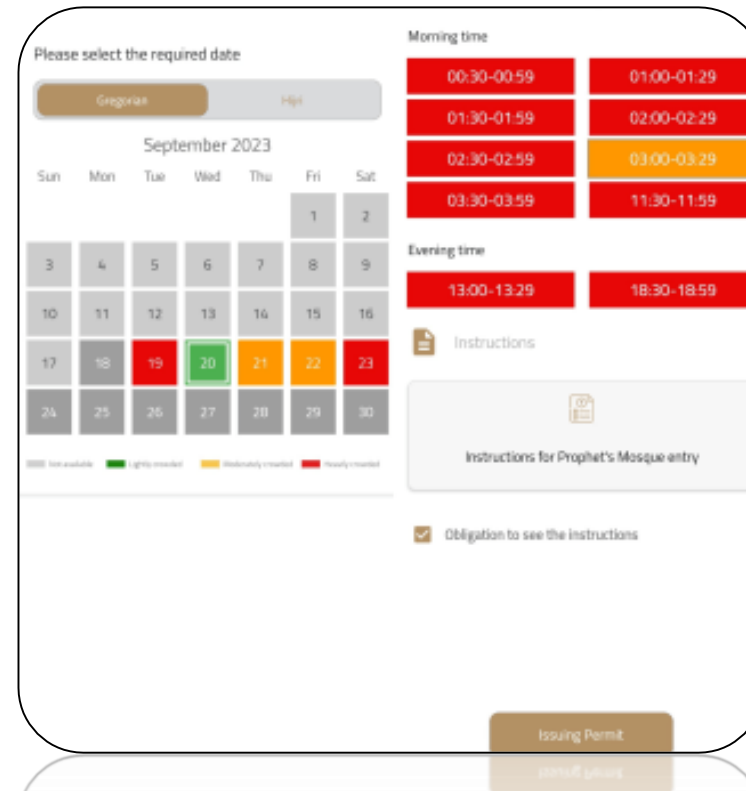 Please select the required date
Gregorian
Hijri
September 2023
Sun Mon Tue Wed Thu Fri Sat
1 2
3 4 5 6 7 8 9
10 11 12 13 14 15 16
17 18 19 20 21 22 23
24 25 26 27 28 29 30
Not available Lightly crowded Moderately crowded Heavily crowded
Morning time
00:30-00:59 01:00-01:29
01:30-01:59 02:00-02:29
02:30-02:59 03:00-03:29
03:30-03:59 11:30-11:59
Evening time
13:00-13:29 18:30-18:59
Instructions
Instructions for Prophet's Mosque entry
Obligation to see the instructions
Issuing Permit